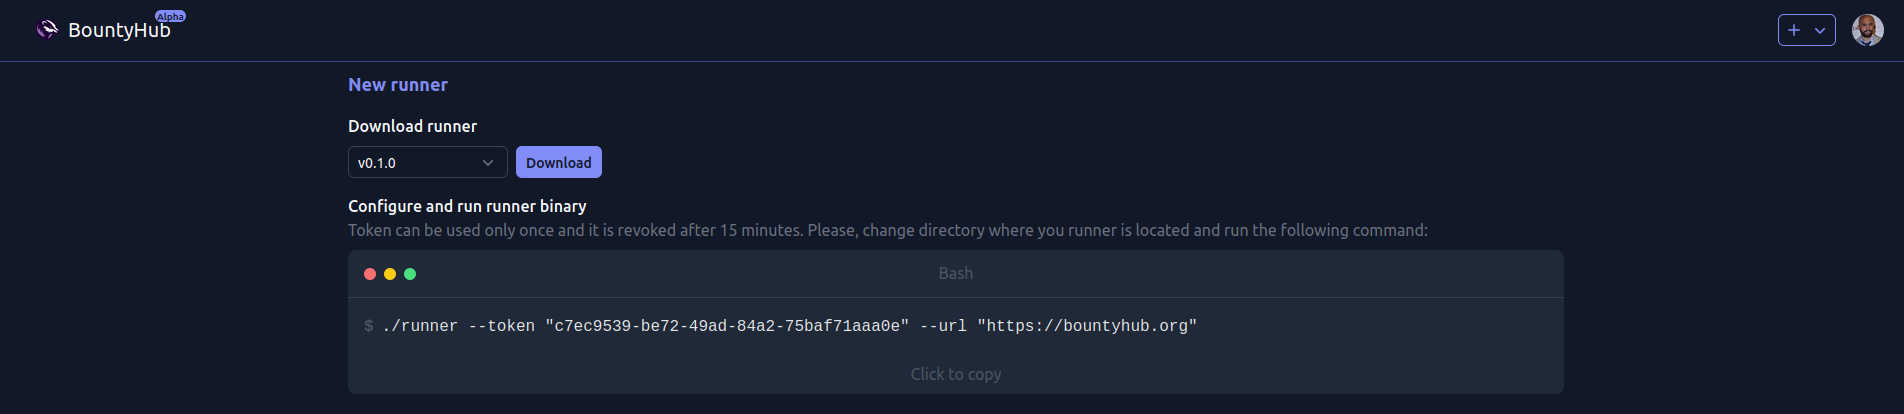 BountyHub Alpha
New runner
Download runner
v0.1.0 Download
Configure and run runner binary
Token can be used only once and it is revoked after 15 minutes. Please, change directory where you runner is located and run the following command:
Bash
$ ./runner --token "c7ec9539-be72-49ad-84a2-75baf71aaa0e" --url "https://bountyhub.org"
Click to copy